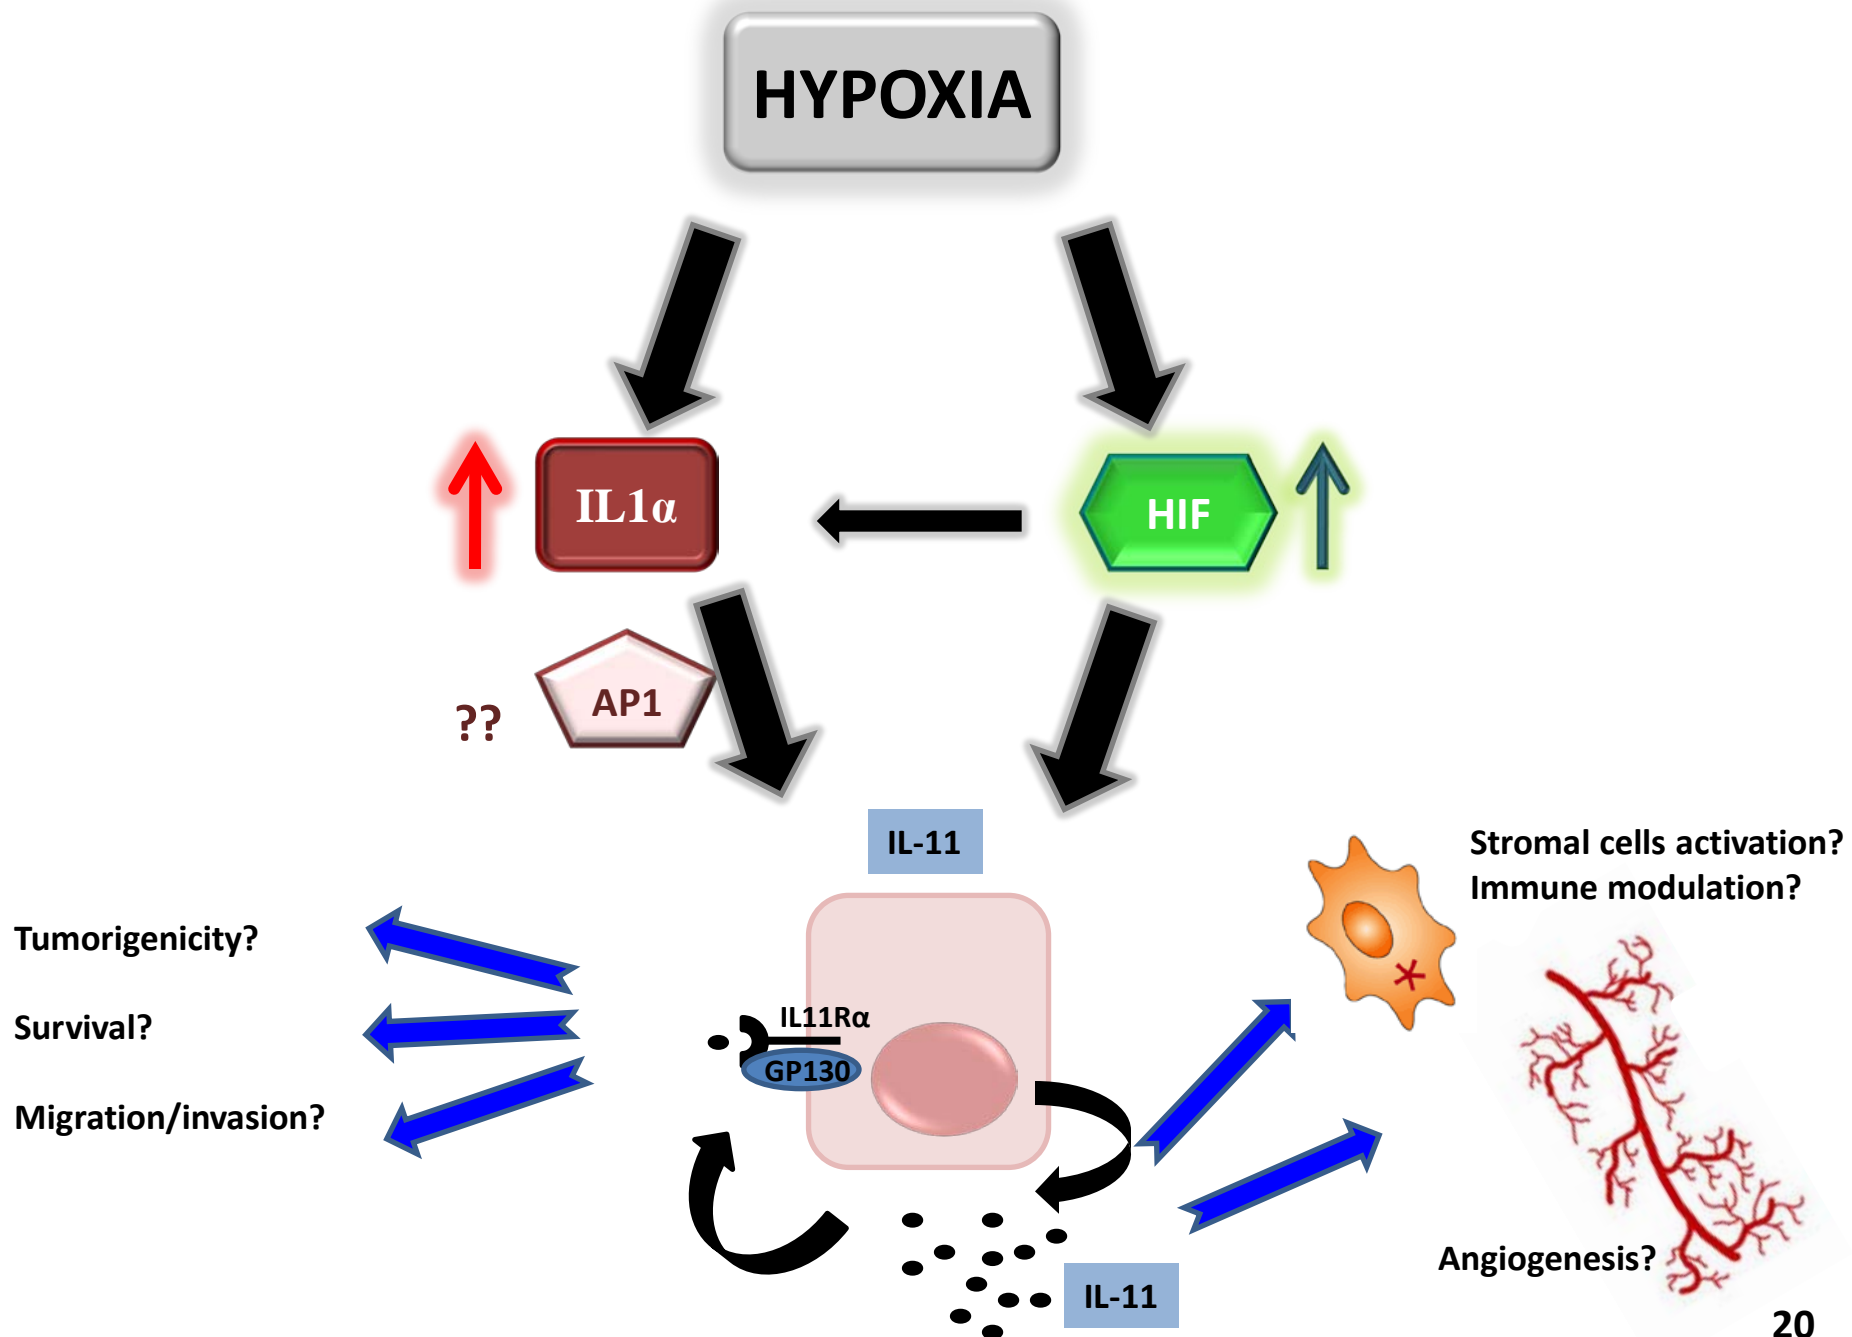 HYPOXIA
IL1α
HIF
??
AP1
IL-11
Stromal cells activation?
Immune modulation?
Tumorigenicity?
Survival?
Migration/invasion?
IL11Rα
GP130
Angiogenesis?
IL-11
20